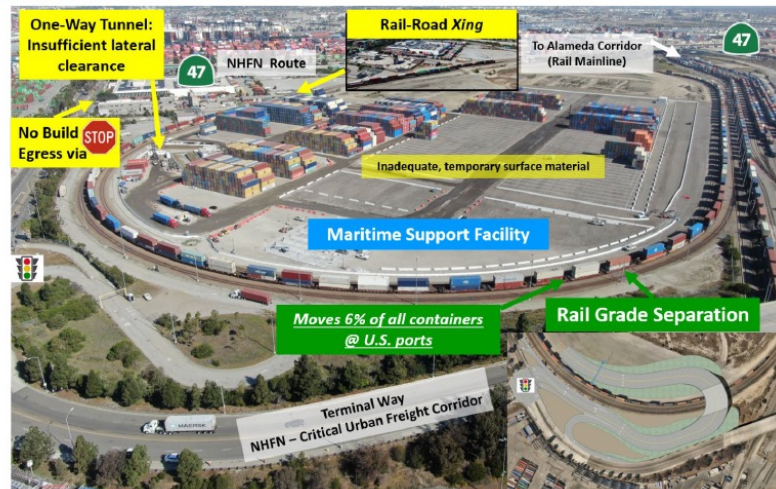 One-Way Tunnel:
Insufficient lateral
clearance
47
NHFN Route
Rail-Road Xing
To Alameda Corridor
(Rail Mainline)
47
No Build
Egress via
STOP
Inadequate, temporary surface material
Maritime Support Facility
Moves 6% of all containers
@ U.S. ports
Rail Grade Separation
Terminal Way
NHFN – Critical Urban Freight Corridor
MAERSK